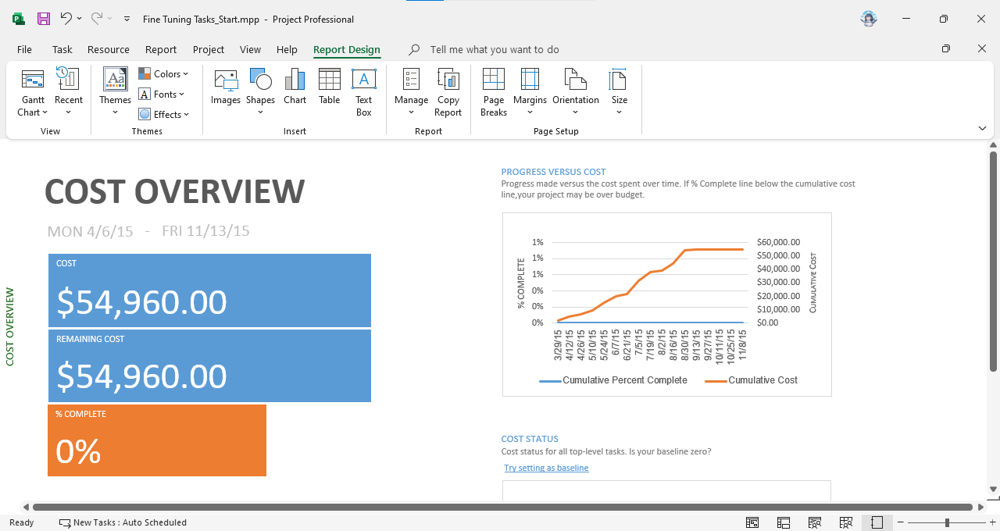 Fine Tuning Tasks_Start.mpp - Project Professional
File Task Resource Report Project View Help Report Design Tell me what you want to do
Gantt Chart
Recent
View
Themes
Colors
Fonts
Effects
Themes
Images
Shapes
Chart
Table
Text Box
Insert
Manage
Copy Report
Report
Page Breaks
Margins
Orientation
Size
Page Setup
COST OVERVIEW
COST OVERVIEW
MON 4/6/15 - FRI 11/13/15
COST
$54,960.00
REMAINING COST
$54,960.00
% COMPLETE
0%
PROGRESS VERSUS COST
Progress made versus the cost spent over time. If % Complete line below the cumulative cost
line,your project may be over budget.
% COMPLETE
1%
1%
1%
0%
0%
0%
$60,000.00
$50,000.00
$40,000.00
$30,000.00
$20,000.00
$10,000.00
$0.00
CUMULATIVE COST
3/29/15
4/12/15
4/26/15
5/10/15
5/24/15
6/7/15
6/21/15
7/5/15
7/19/15
8/2/15
8/16/15
8/30/15
9/13/15
9/27/15
10/11/15
10/25/15
11/8/15
Cumulative Percent Complete
Cumulative Cost
COST STATUS
Cost status for all top-level tasks. Is your baseline zero?
Try setting as baseline
Ready
New Tasks : Auto Scheduled